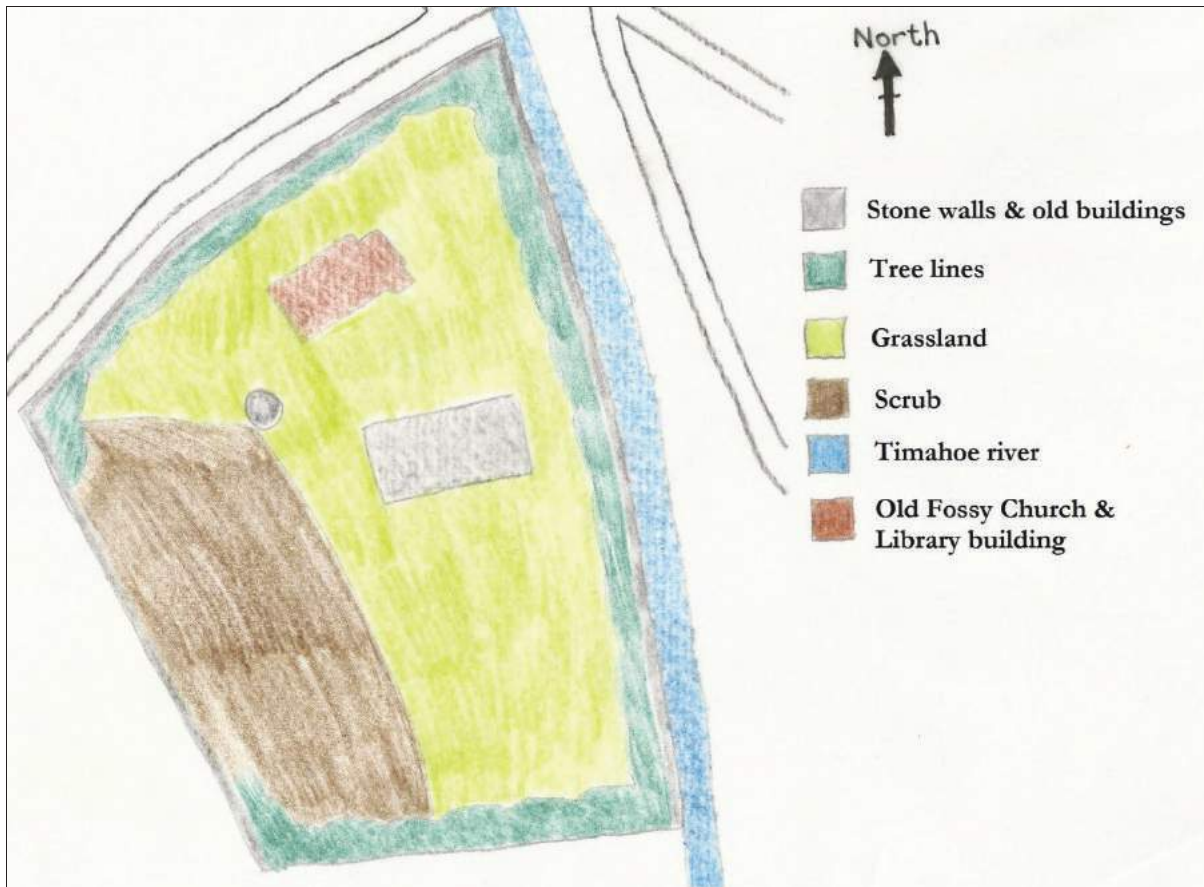 North
Stone walls & old buildings
Tree lines
Grassland
Scrub
Timahoe river
Old Fossy Church &
Library building